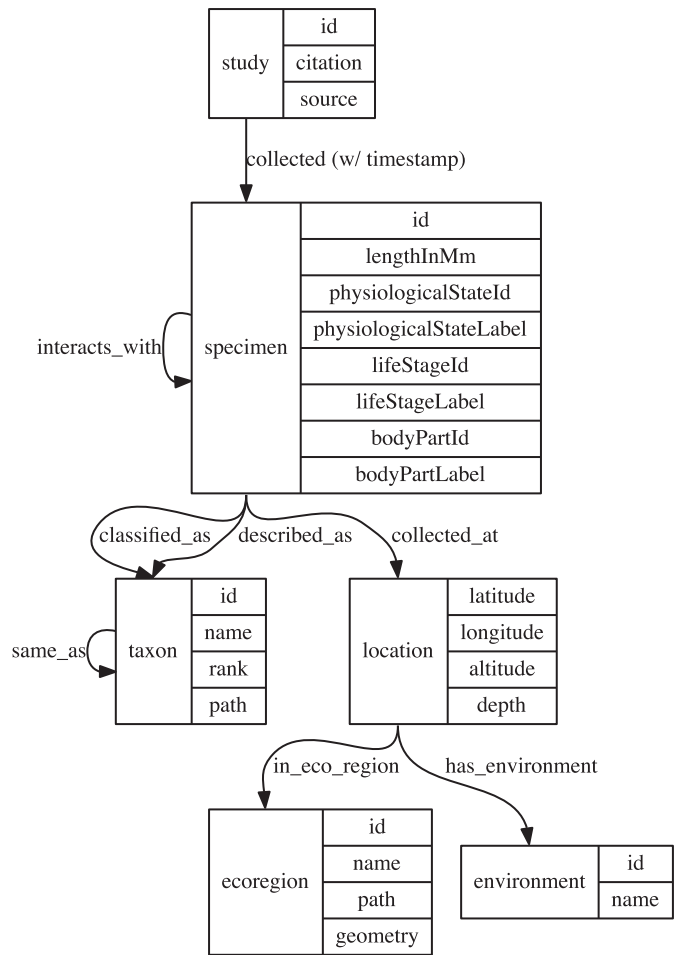 study
id
citation
source
collected (w/ timestamp)
interacts_with
specimen
id
lengthInMm
physiologicalStateId
physiologicalStateLabel
lifeStageId
lifeStageLabel
bodyPartId
bodyPartLabel
classified_as
described_as
collected_at
same_as
taxon
id
name
rank
path
location
latitude
longitude
altitude
depth
in_eco_region
has_environment
ecoregion
id
name
path
geometry
environment
id
name